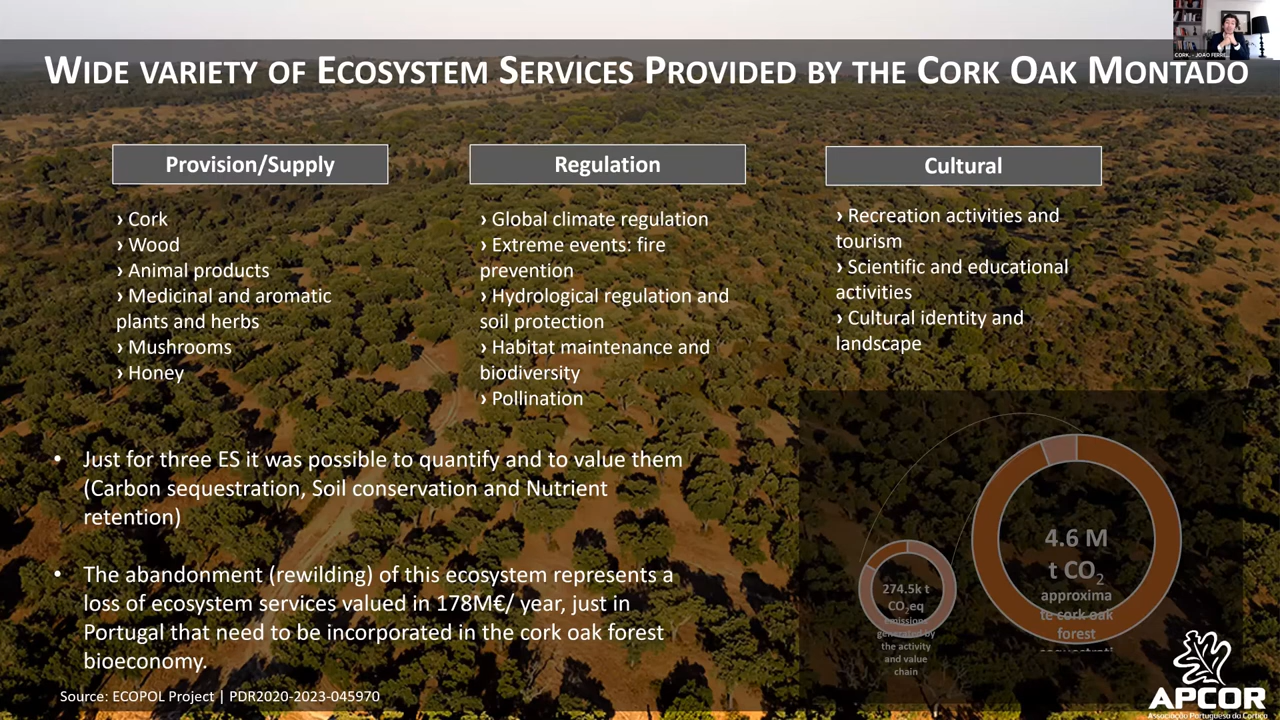 WIDE VARIETY OF ECOSYSTEM SERVICES PROVIDED BY THE CORK OAK MONTADO
Provision/Supply
› Cork
› Wood
› Animal products
› Medicinal and aromatic
plants and herbs
› Mushrooms
› Honey
Regulation
› Global climate regulation
› Extreme events: fire
prevention
› Hydrological regulation and
soil protection
› Habitat maintenance and
biodiversity
› Pollination
Cultural
› Recreation activities and
tourism
› Scientific and educational
activities
› Cultural identity and
landscape
• Just for three ES it was possible to quantify and to value them
(Carbon sequestration, Soil conservation and Nutrient
retention)
• The abandonment (rewilding) of this ecosystem represents a
loss of ecosystem services valued in 178M€/ year, just in
Portugal that need to be incorporated in the cork oak forest
bioeconomy.
274.5k t
CO₂eq
emissions
generated by
the activity
and value
chain
4.6 M
t CO₂
approxima
te cork oak
forest
Source: ECOPOL Project | PDR2020-2023-045970
APCOR
Associação Portuguesa da Cortiça
CORK. - JOÃO